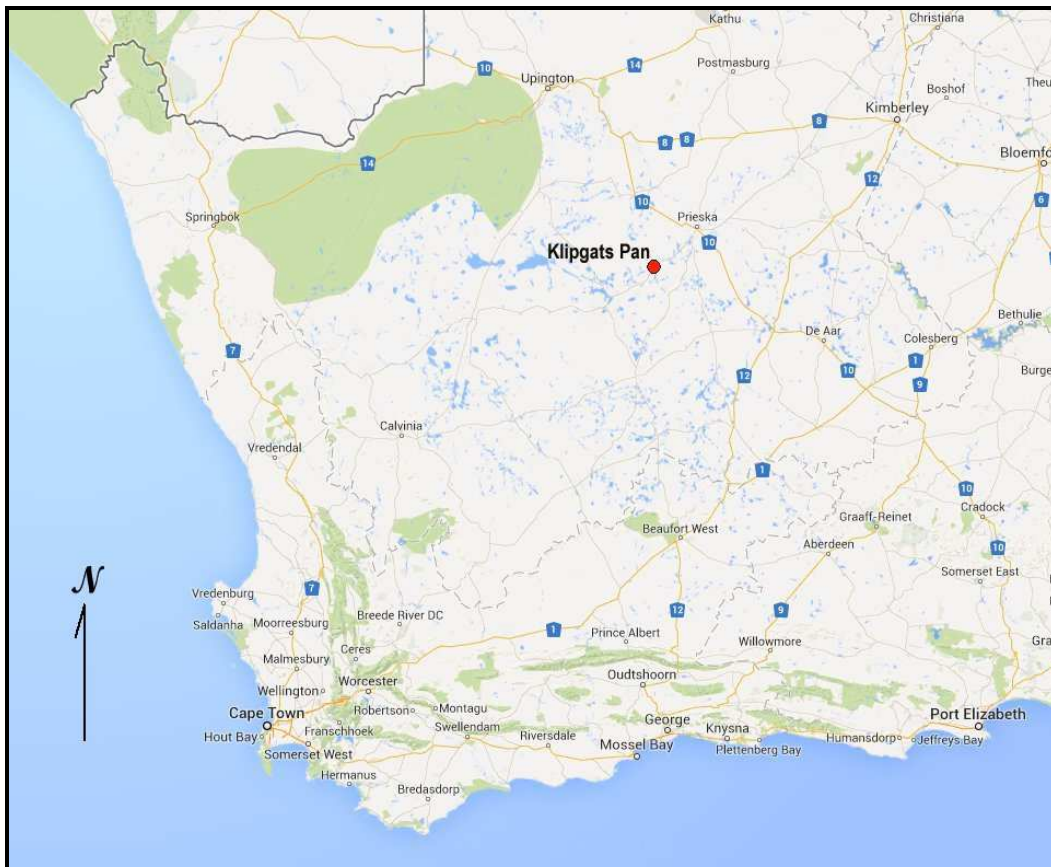 Kathu
Christiana
10
14
Postmasburg
Upington
Boshof
Theu
Kimberley
8
8
8
Bloemfo
14
12
6
10
Springbok
Prieska
10
Klipgats Pan
Bethulie
De Aar
Colesberg
7
1
10
Burge
12
9
Calvinia
Vredendal
1
10
Graaff-Reinet
Cradock
Beaufort West
Aberdeen
10
N
Somerset East
7
Vredenburg
Saldanha
Breede River DC
12
9
Moorreesburg
1
Prince Albert
Willowmore
Gra
Ceres
Malmesbury
Oudtshoorn
Wellington
Worcester
Robertson
Montagu
Cape Town
George
Port Elizabeth
Franschhoek
Swellendam
Knysna
Hout Bay
Riversdale
Mossel Bay
Plettenberg Bay
Humansdorp
Jeffreys Bay
Somerset West
Hermanus
Bredasdorp